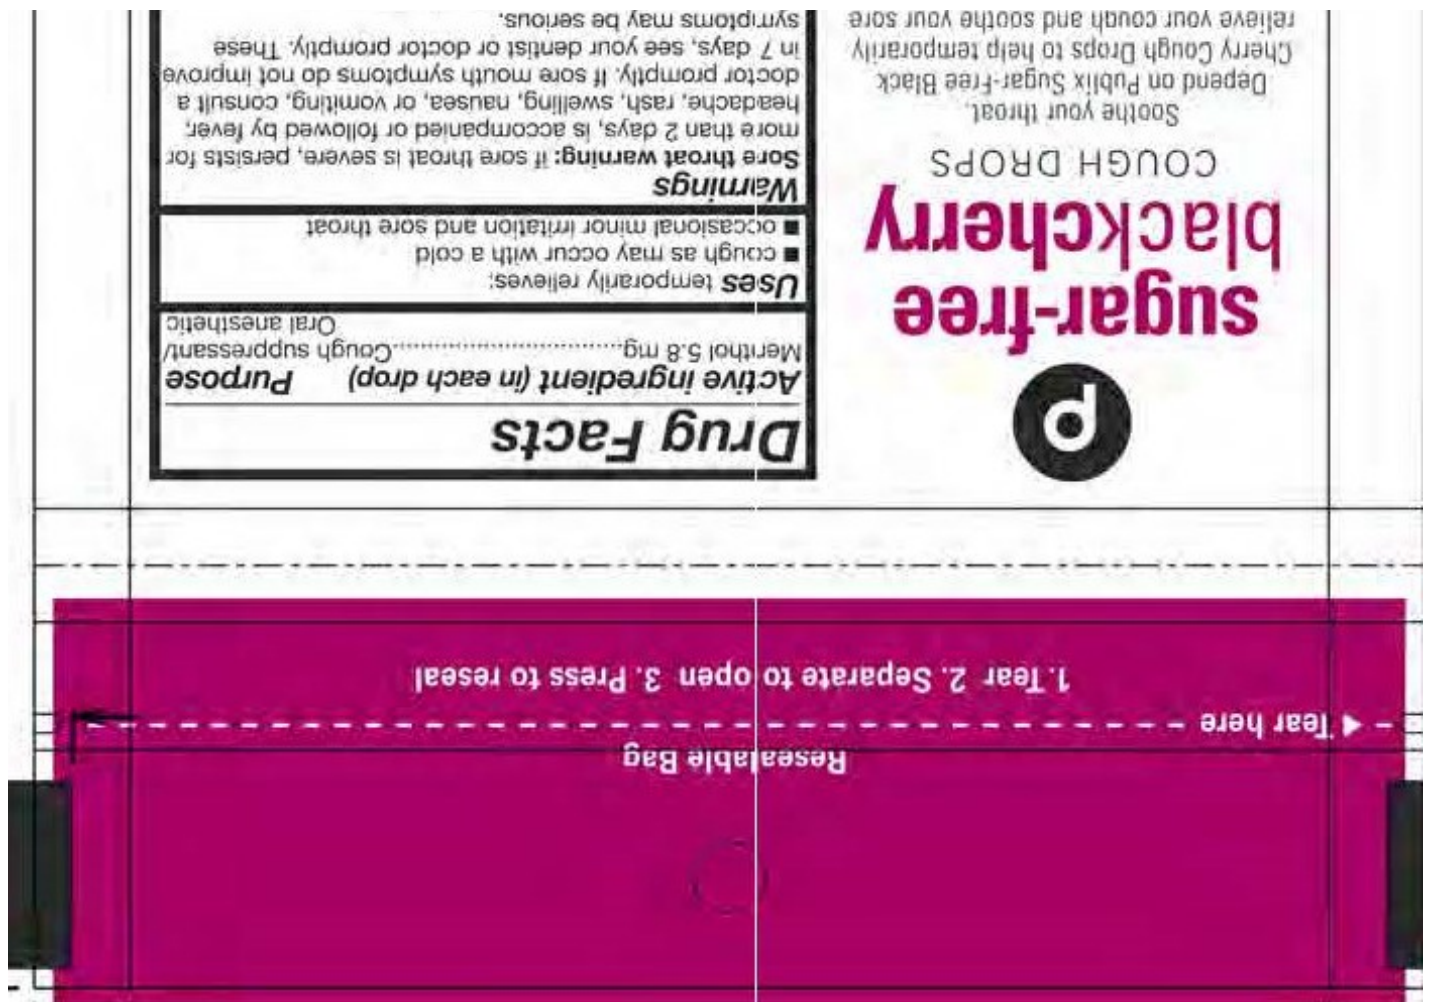 Resealable Bag
Tear here
1. Tear 2. Separate to open 3. Press to reseal
p
sugar-free
blackcherry
COUGH DROPS
Soothe your throat.
Depend on Publix Sugar-Free Black
Cherry Cough Drops to help temporarily
relieve your cough and soothe your sore
Drug Facts
Active ingredient (in each drop) Purpose
Menthol 5.8 mg..............................Cough suppressant/
Oral anesthetic
Uses temporarily relieves:
■ cough as may occur with a cold
■ occasional minor irritation and sore throat
Warnings
Sore throat warning: if sore throat is severe, persists for
more than 2 days, is accompanied or followed by fever,
headache, rash, swelling, nausea, or vomiting, consult a
doctor promptly. If sore mouth symptoms do not improve
in 7 days, see your dentist or doctor promptly. These
symptoms may be serious.